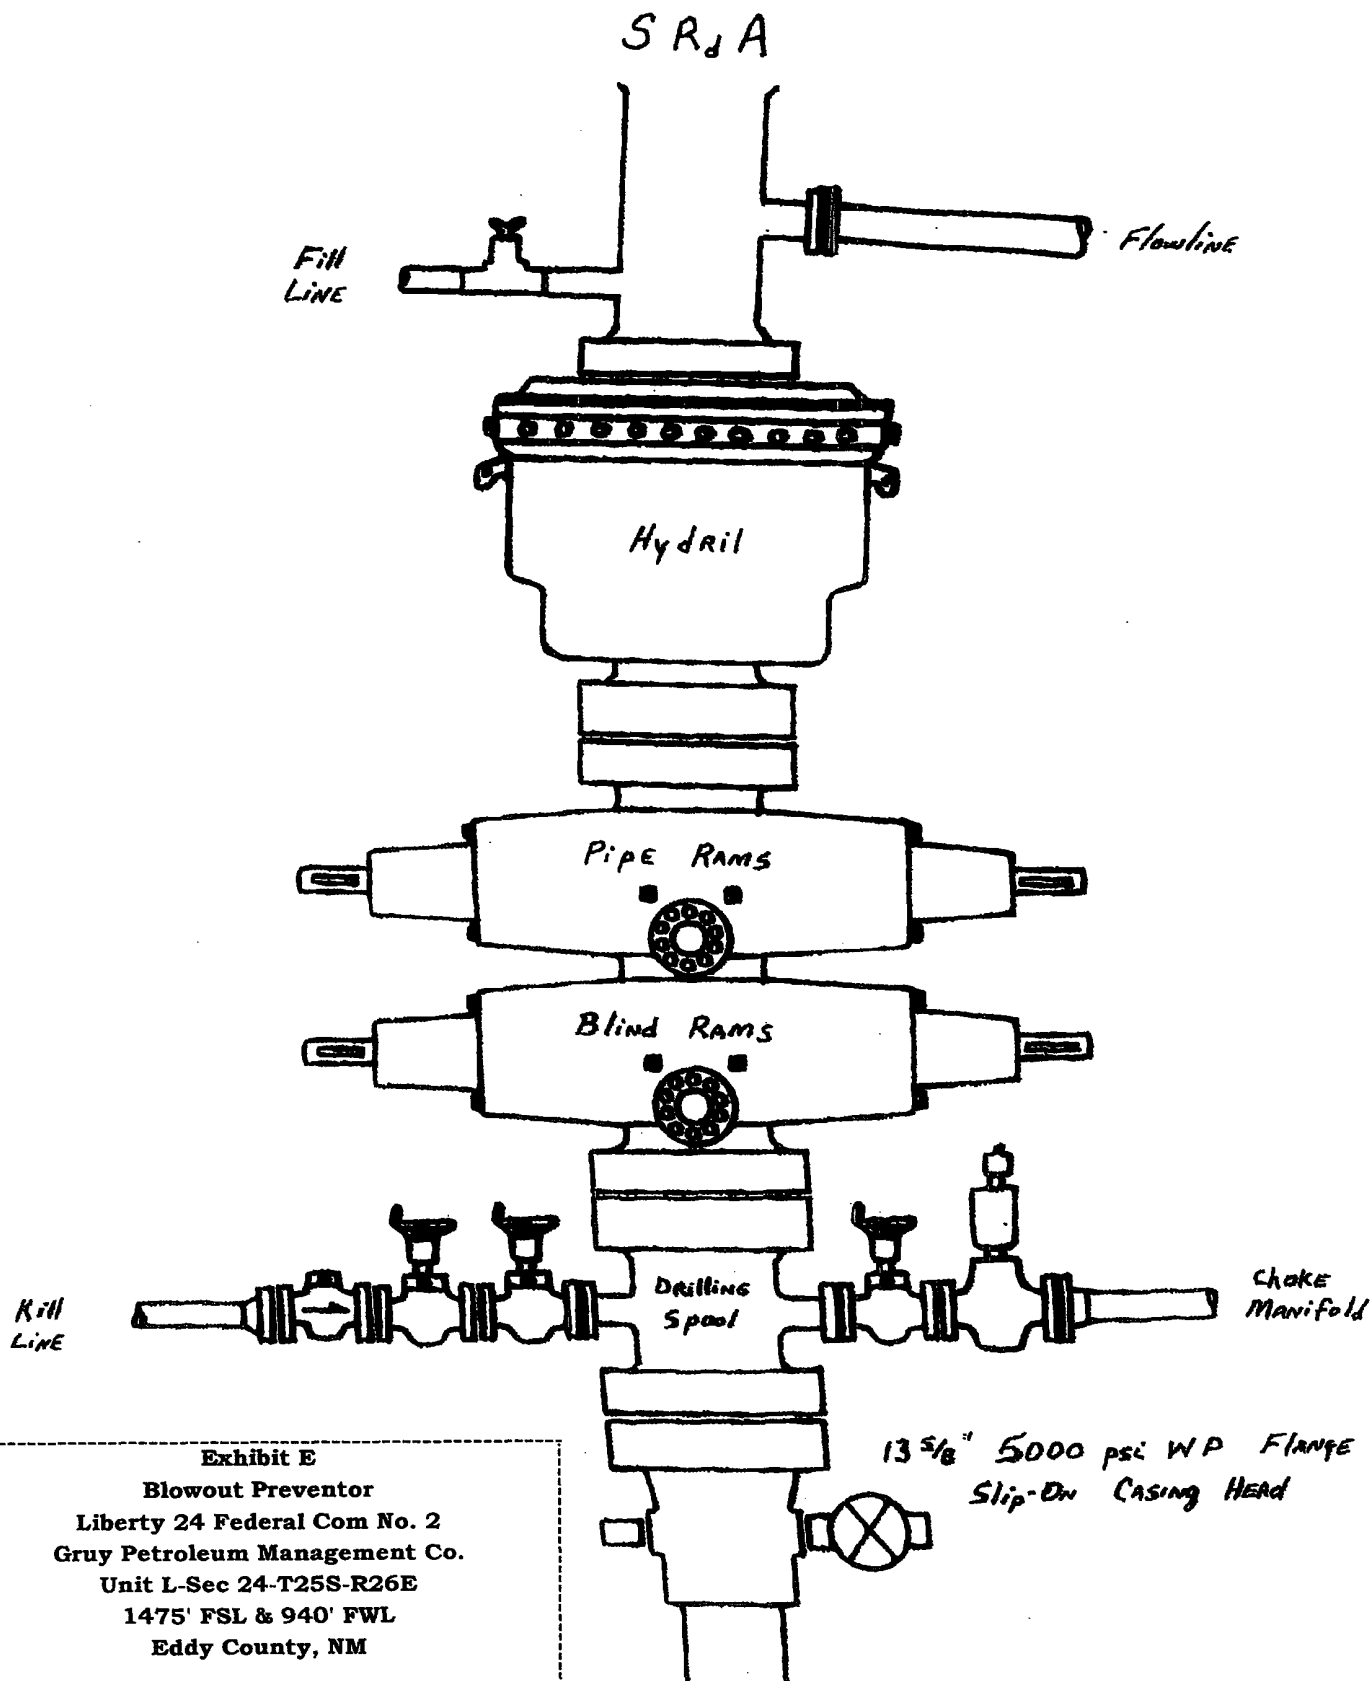 S Rd A
Flowline
Fill
Line
Hydril
Pipe Rams
Blind Rams
Drilling
Spool
Choke
Manifold
Kill
Line
13 5/8" 5000 psi WP Flange
Slip-On Casing Head
Exhibit E
Blowout Preventor
Liberty 24 Federal Com No. 2
Gruy Petroleum Management Co.
Unit L-Sec 24-T25S-R26E
1475' FSL & 940' FWL
Eddy County, NM